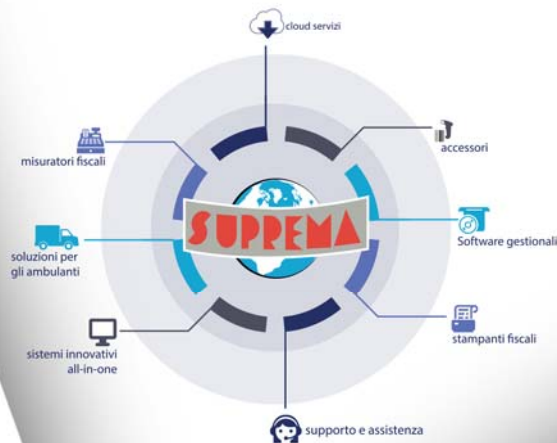 cloud servizi
accessori
misuratori fiscali
SUPREMA
Software gestionali
soluzioni per
gli ambulanti
stampanti fiscali
sistemi innovativi
all-in-one
supporto e assistenza